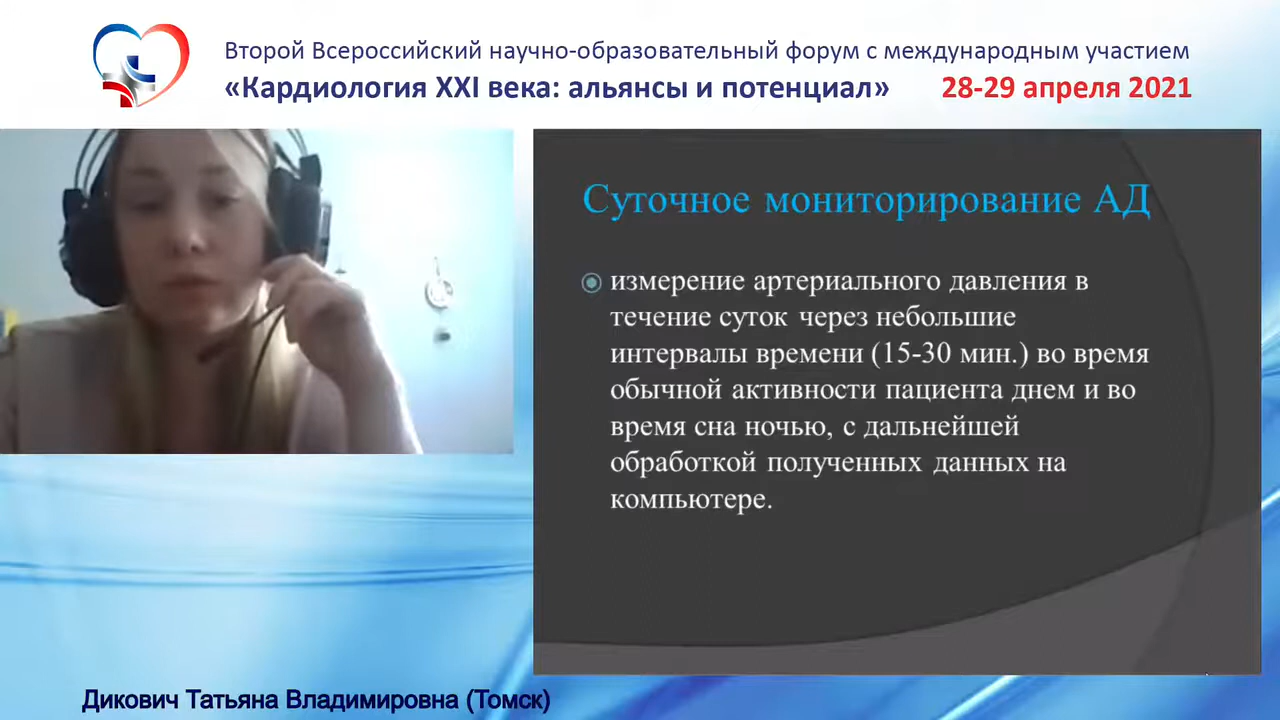 Второй Всероссийский научно-образовательный форум с международным участием
«Кардиология XXI века: альянсы и потенциал» 28-29 апреля 2021
Суточное мониторирование АД
измерение артериального давления в
течение суток через небольшие
интервалы времени (15-30 мин.) во время
обычной активности пациента днем и во
время сна ночью, с дальнейшей
обработкой полученных данных на
компьютере.
Дикович Татьяна Владимировна (Томск)